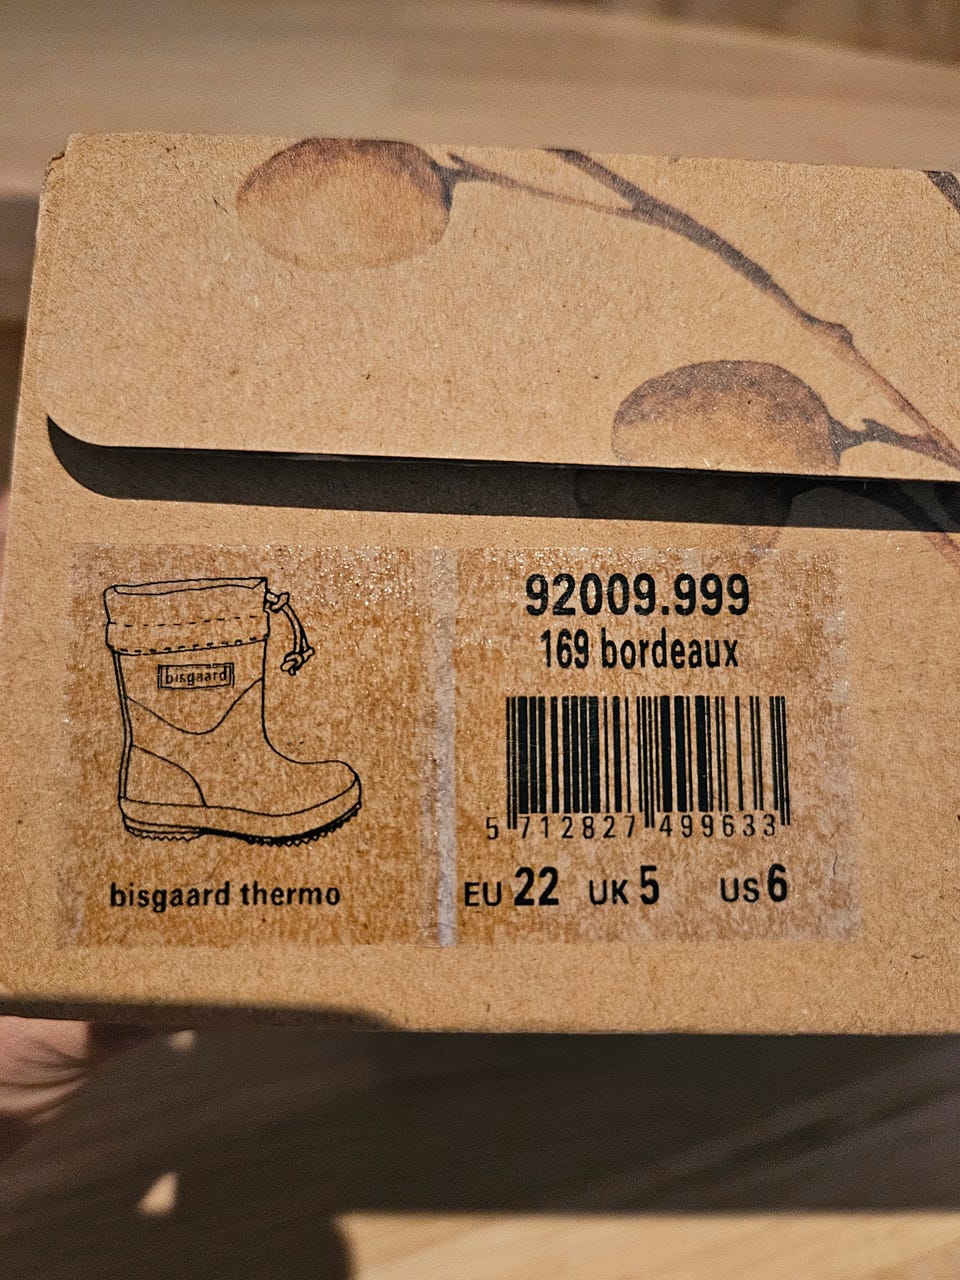 92009.999
169 bordeaux
bisgaard
5 712827 499633
bisgaard thermo
EU 22 UK 5 US 6